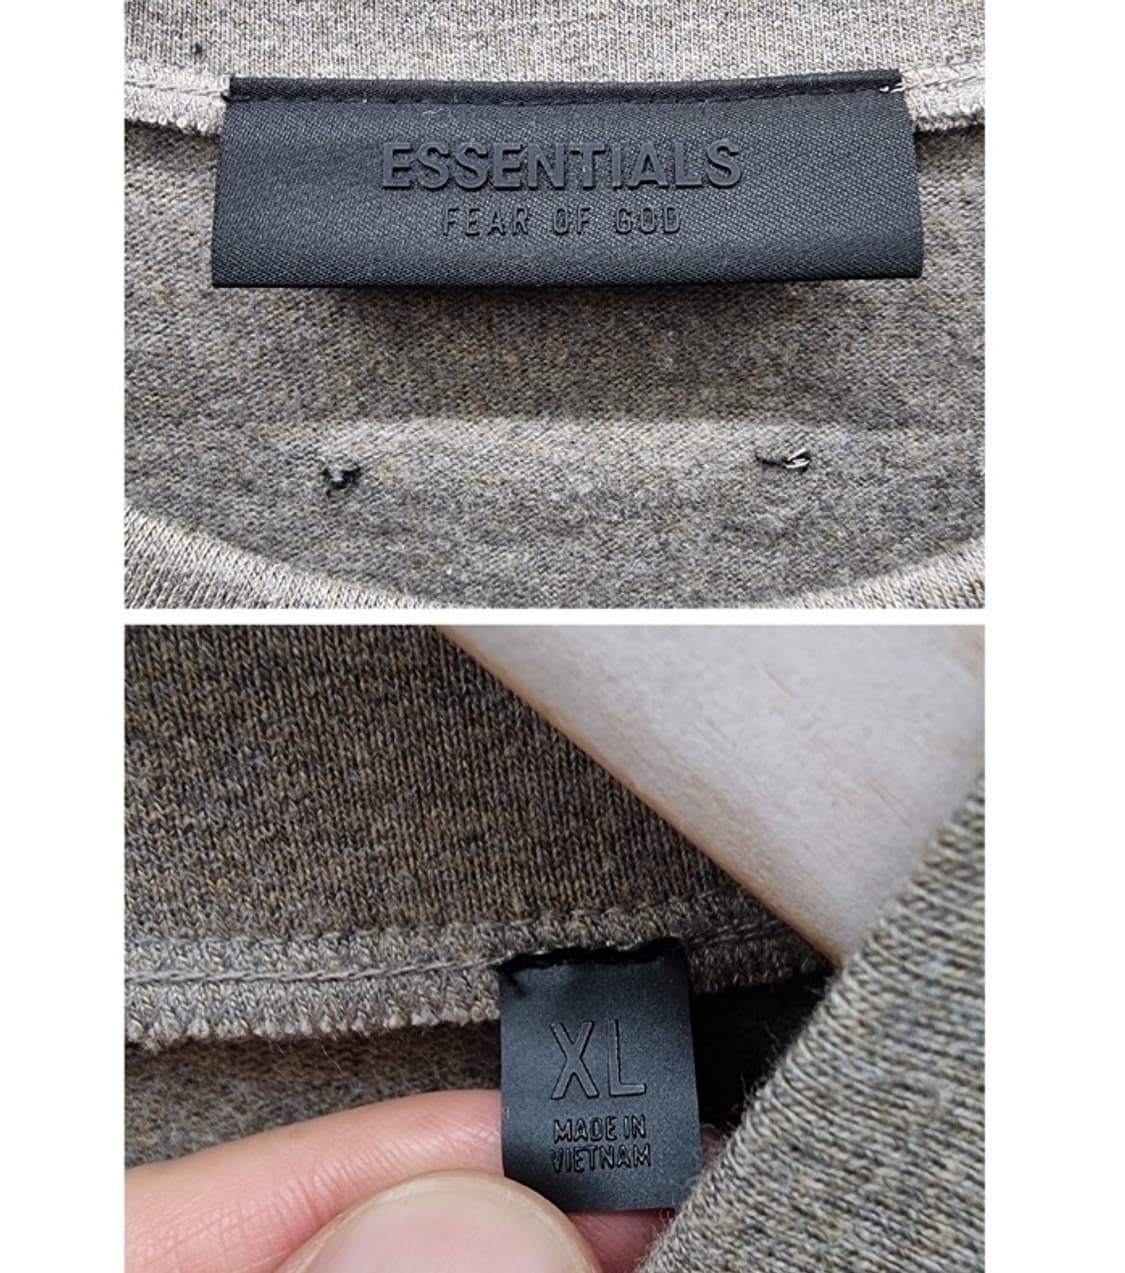 ESSENTIALS
FEAR OF GOD
XL
MADE IN
VIETNAM